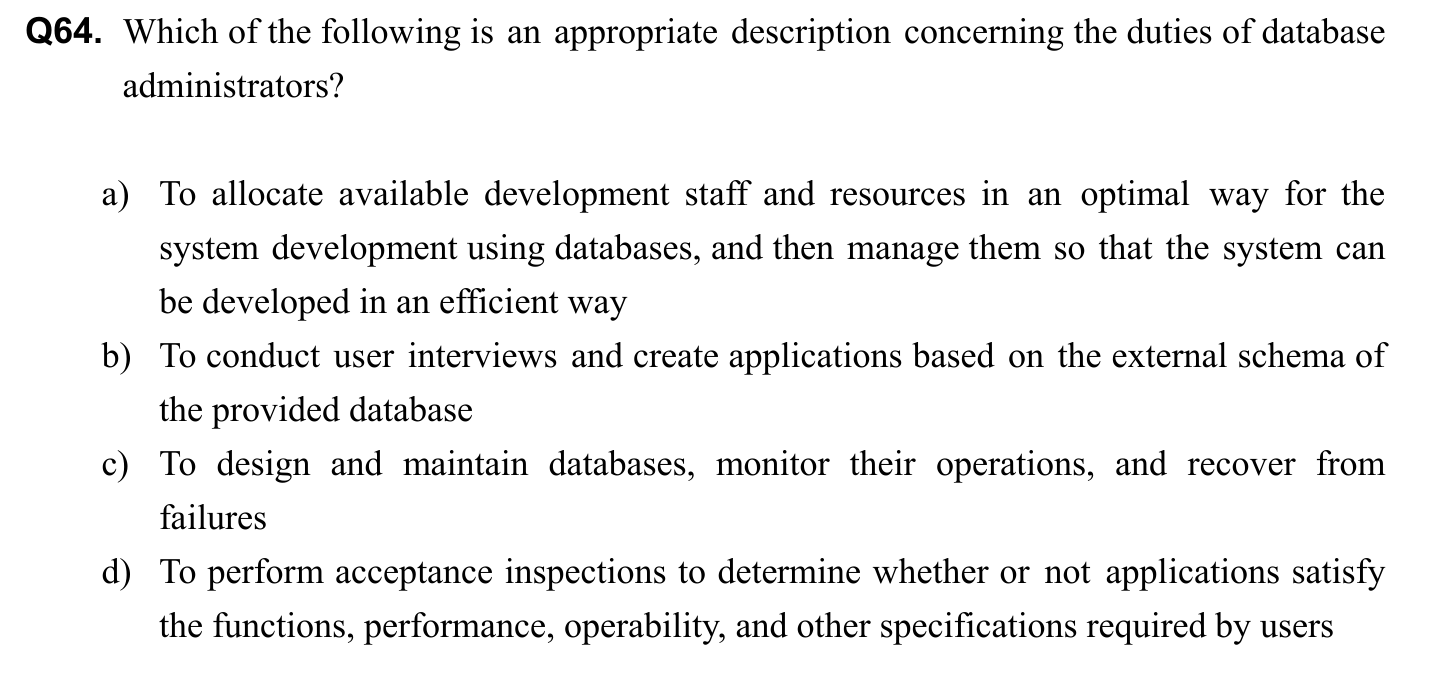 Q64. Which of the following is an appropriate description concerning the duties of database
administrators?
a) To allocate available development staff and resources in an optimal way for the
system development using databases, and then manage them so that the system can
be developed in an efficient way
b) To conduct user interviews and create applications based on the external schema of
the provided database
c) To design and maintain databases, monitor their operations, and recover from
failures
d) To perform acceptance inspections to determine whether or not applications satisfy
the functions, performance, operability, and other specifications required by users